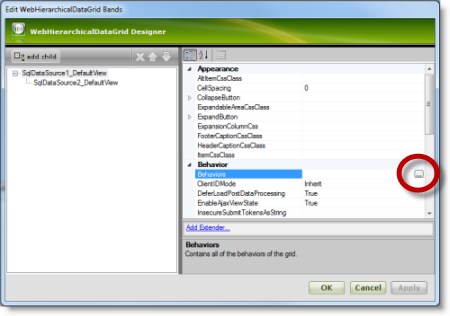 Edit WebHierarchicalDataGrid Bands
WebHierarchicalDataGrid Designer
add child
SqlDataSource1_DefaultView
SqlDataSource2_DefaultView
Appearance
AltItemCssClass
CellSpacing 0
CollapseButton
ExpandableAreaCssClass
ExpandButton
ExpansionColumnCss
FooterCaptionCssClass
HeaderCaptionCssClass
ItemCssClass
Behavior
Behaviors ...
ClientIDMode Inherit
DeferLoadPostDataProcessing True
EnableAjaxViewState True
InsecureSubmitTokensAsString
Add Extender...
Behaviors
Contains all of the behaviors of the grid.
OK Cancel Apply